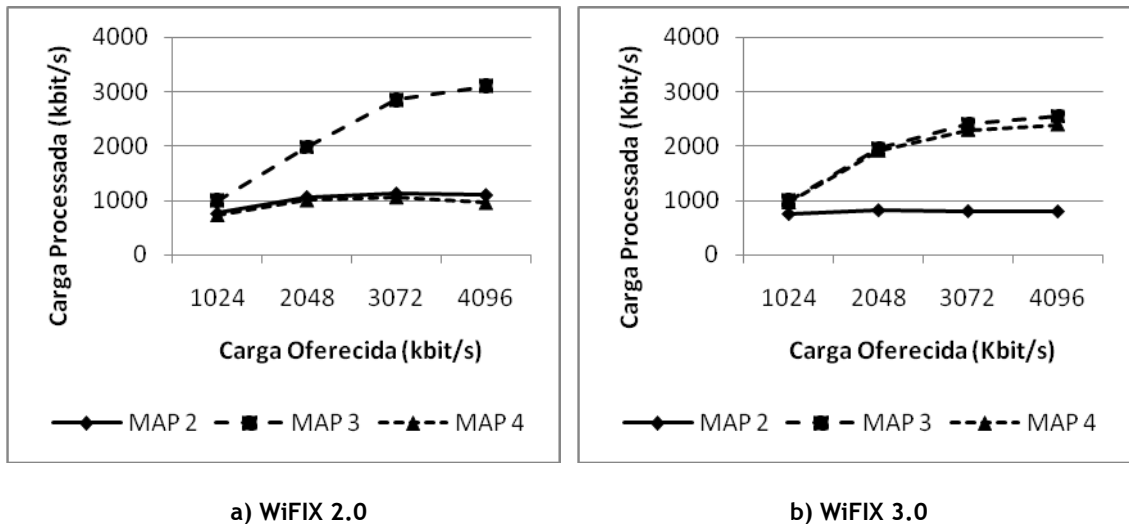 Carga Processada (kbit/s)
4000
3000
2000
1000
0
1024 2048 3072 4096
Carga Oferecida (kbit/s)
MAP 2 MAP 3 MAP 4
a) WiFIX 2.0
Carga Processada (Kbit/s)
4000
3000
2000
1000
0
1024 2048 3072 4096
Carga Oferecida (Kbit/s)
MAP 2 MAP 3 MAP 4
b) WiFIX 3.0